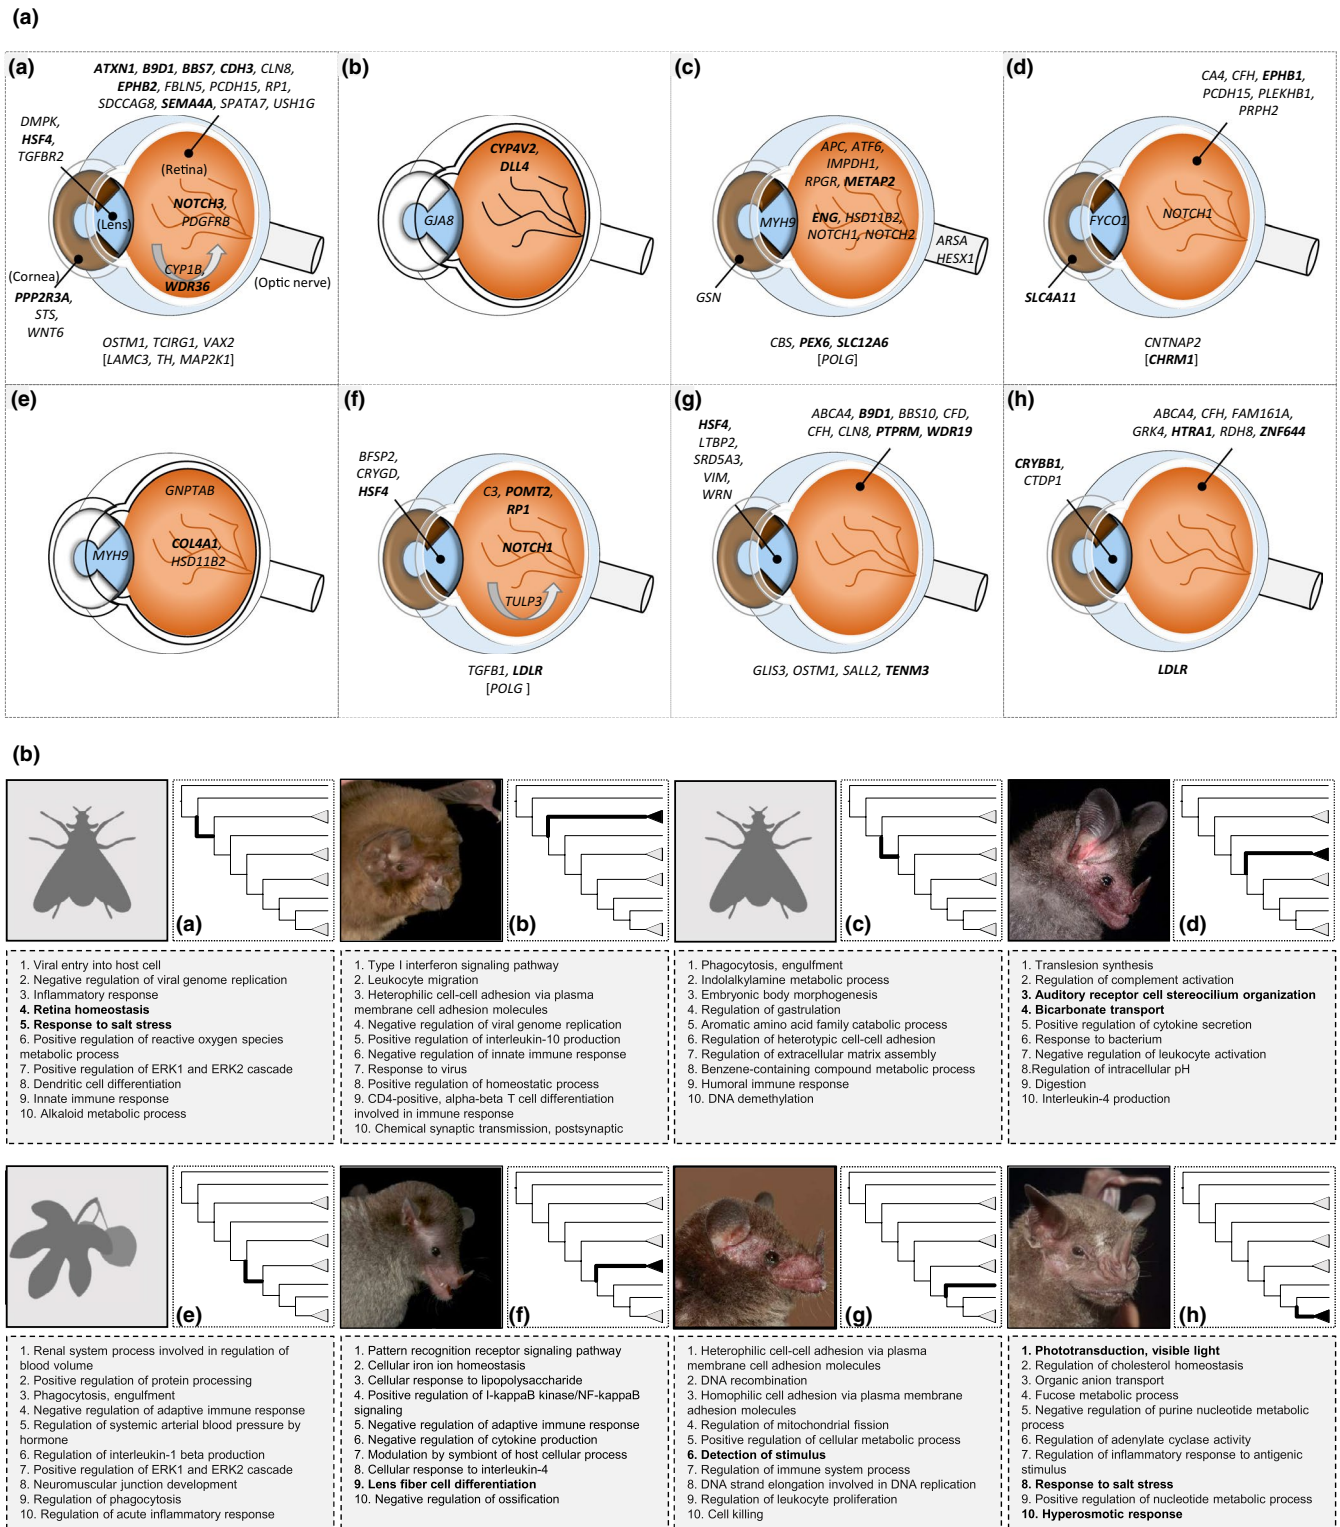 (a)
(a)
ATXN1, B9D1, BBS7, CDH3, CLN8,
EPHB2, FBLN5, PCDH15, RP1,
SDCCAG8, SEMA4A, SPATA7, USH1G
DMPK,
HSF4,
TGFBR2
(Retina)
(Lens)
NOTCH3,
PDGFRB
CYP1B,
WDR36
(Cornea)
(Optic nerve)
PPP2R3A,
STS,
WNT6
OSTM1, TCIRG1, VAX2
[LAMC3, TH, MAP2K1]
(b)
CYP4V2,
DLL4
GJA8
(c)
APC, ATF6,
IMPDH1,
RPGR, METAP2
MYH9
ENG, HSD11B2,
NOTCH1, NOTCH2
ARSA
HESX1
GSN
CBS, PEX6, SLC12A6
[POLG]
(d)
CA4, CFH, EPHB1,
PCDH15, PLEKHB1,
PRPH2
FYCO1
NOTCH1
SLC4A11
CNTNAP2
[CHRM1]
(e)
GNPTAB
MYH9
COL4A1,
HSD11B2
(f)
BFSP2,
CRYGD,
HSF4
C3, POMT2,
RP1
NOTCH1
TULP3
TGFB1, LDLR
[POLG ]
(g)
HSF4,
LTBP2,
SRD5A3,
VIM,
WRN
ABCA4, B9D1, BBS10, CFD,
CFH, CLN8, PTPRM, WDR19
GLIS3, OSTM1, SALL2, TENM3
(h)
ABCA4, CFH, FAM161A,
GRK4, HTRA1, RDH8, ZNF644
CRYBB1,
CTDP1
LDLR
(b)
(a)
1. Viral entry into host cell
2. Negative regulation of viral genome replication
3. Inflammatory response
4. Retina homeostasis
5. Response to salt stress
6. Positive regulation of reactive oxygen species
metabolic process
7. Positive regulation of ERK1 and ERK2 cascade
8. Dendritic cell differentiation
9. Innate immune response
10. Alkaloid metabolic process
(b)
1. Type I interferon signaling pathway
2. Leukocyte migration
3. Heterophilic cell-cell adhesion via plasma
membrane cell adhesion molecules
4. Negative regulation of viral genome replication
5. Positive regulation of interleukin-10 production
6. Negative regulation of innate immune response
7. Response to virus
8. Positive regulation of homeostatic process
9. CD4-positive, alpha-beta T cell differentiation
involved in immune response
10. Chemical synaptic transmission, postsynaptic
(c)
1. Phagocytosis, engulfment
2. Indolalkylamine metabolic process
3. Embryonic body morphogenesis
4. Regulation of gastrulation
5. Aromatic amino acid family catabolic process
6. Regulation of heterotypic cell-cell adhesion
7. Regulation of extracellular matrix assembly
8. Benzene-containing compound metabolic process
9. Humoral immune response
10. DNA demethylation
(d)
1. Translesion synthesis
2. Regulation of complement activation
3. Auditory receptor cell stereocilium organization
4. Bicarbonate transport
5. Positive regulation of cytokine secretion
6. Response to bacterium
7. Negative regulation of leukocyte activation
8.Regulation of intracellular pH
9. Digestion
10. Interleukin-4 production
(e)
1. Renal system process involved in regulation of
blood volume
2. Positive regulation of protein processing
3. Phagocytosis, engulfment
4. Negative regulation of adaptive immune response
5. Regulation of systemic arterial blood pressure by
hormone
6. Regulation of interleukin-1 beta production
7. Positive regulation of ERK1 and ERK2 cascade
8. Neuromuscular junction development
9. Regulation of phagocytosis
10. Regulation of acute inflammatory response
(f)
1. Pattern recognition receptor signaling pathway
2. Cellular iron ion homeostasis
3. Cellular response to lipopolysaccharide
4. Positive regulation of I-kappaB kinase/NF-kappaB
signaling
5. Negative regulation of adaptive immune response
6. Negative regulation of cytokine production
7. Modulation by symbiont of host cellular process
8. Cellular response to interleukin-4
9. Lens fiber cell differentiation
10. Negative regulation of ossification
(g)
1. Heterophilic cell-cell adhesion via plasma
membrane cell adhesion molecules
2. DNA recombination
3. Homophilic cell adhesion via plasma membrane
adhesion molecules
4. Regulation of mitochondrial fission
5. Positive regulation of cellular metabolic process
6. Detection of stimulus
7. Regulation of immune system process
8. DNA strand elongation involved in DNA replication
9. Regulation of leukocyte proliferation
10. Cell killing
(h)
1. Phototransduction, visible light
2. Regulation of cholesterol homeostasis
3. Organic anion transport
4. Fucose metabolic process
5. Negative regulation of purine nucleotide metabolic
process
6. Regulation of adenylate cyclase activity
7. Regulation of inflammatory response to antigenic
stimulus
8. Response to salt stress
9. Positive regulation of nucleotide metabolic process
10. Hyperosmotic response